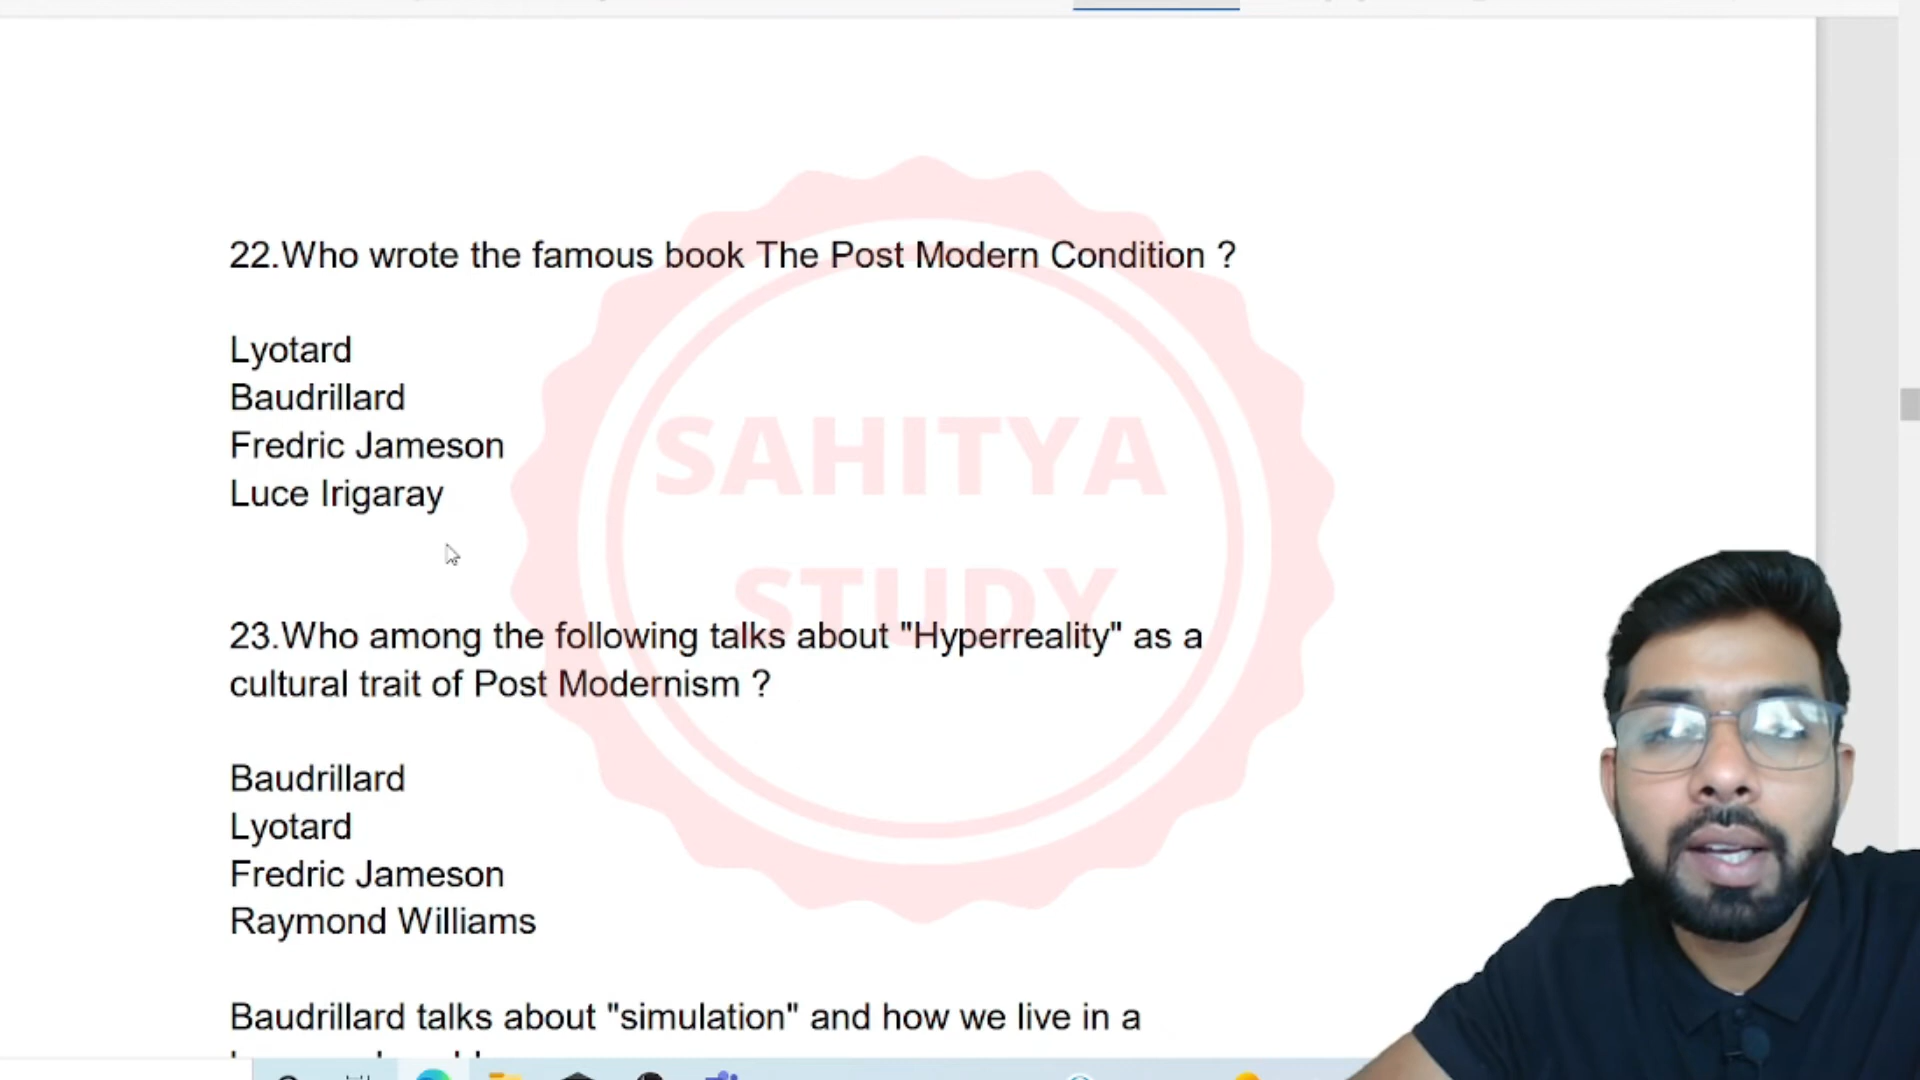 22.Who wrote the famous book The Post Modern Condition ?
Lyotard
Baudrillard
Fredric Jameson
Luce Irigaray
SAHITYA
STUDY
23.Who among the following talks about "Hyperreality" as a
cultural trait of Post Modernism ?
Baudrillard
Lyotard
Fredric Jameson
Raymond Williams
Baudrillard talks about "simulation" and how we live in a